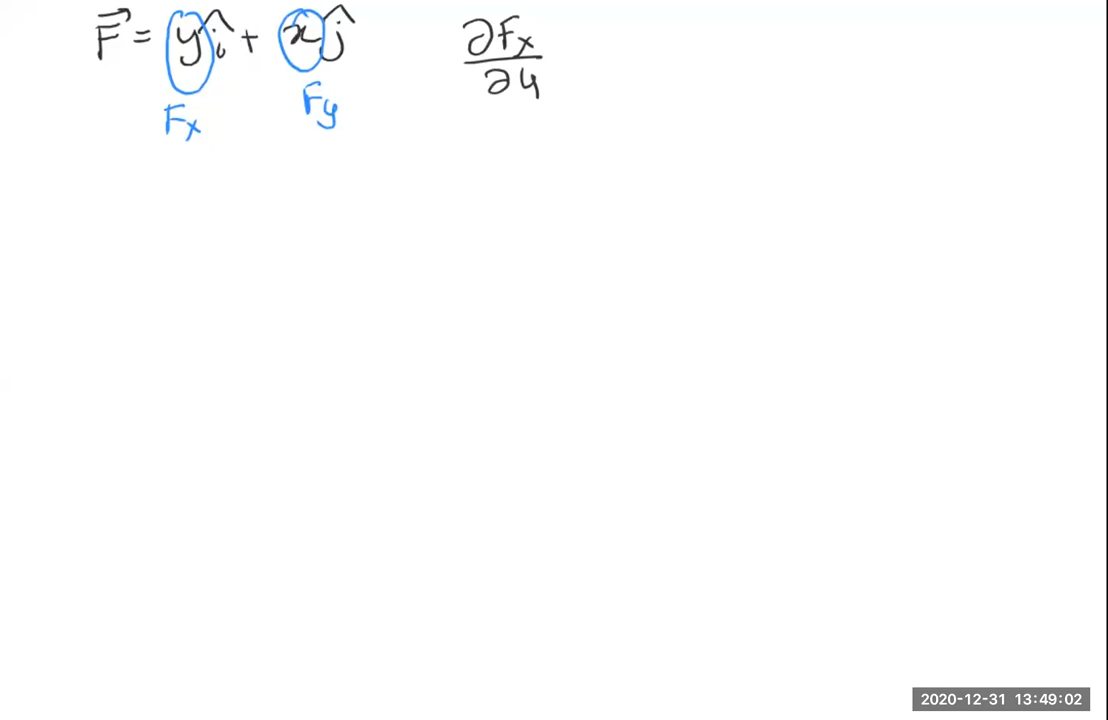 F⃗ = yî + xĵ
∂Fx
∂y
Fx
Fy
2020-12-31 13:49:02